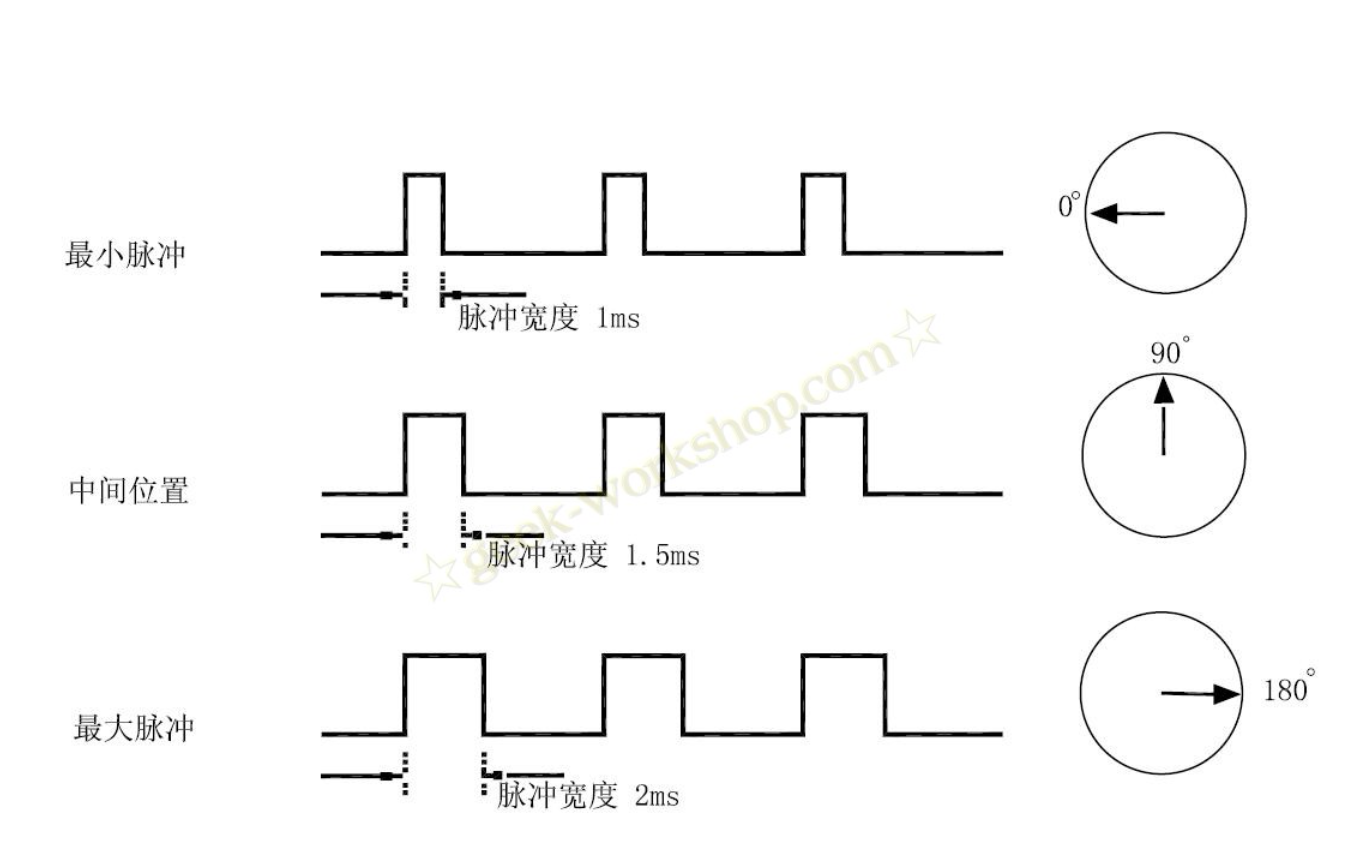 0°
最小脉冲
脉冲宽度 1ms
☆geek-workshop.com☆
90°
中间位置
脉冲宽度 1.5ms
180°
最大脉冲
脉冲宽度 2ms